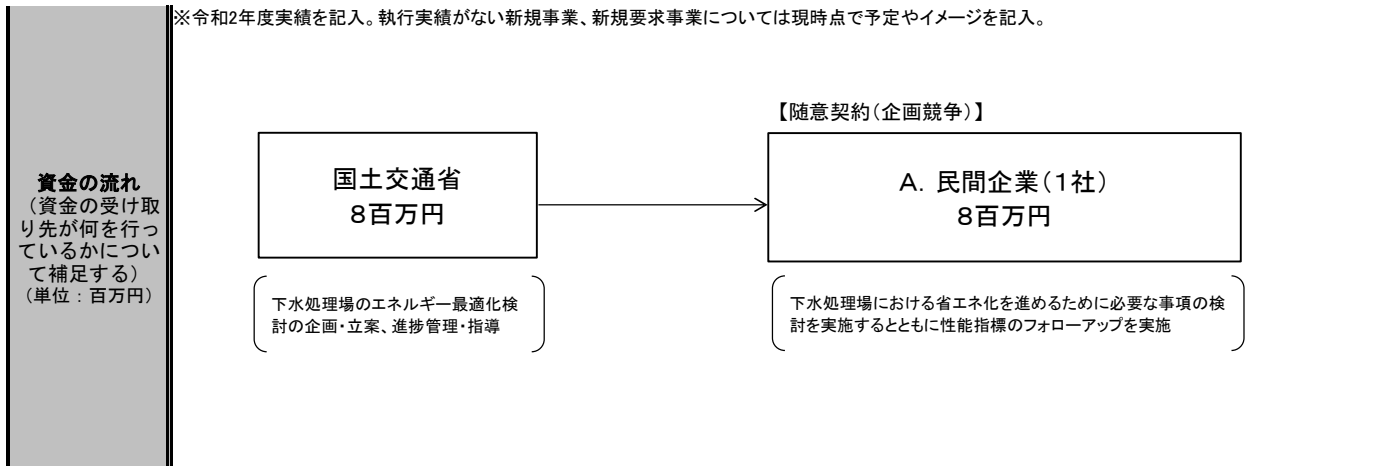 ※令和2年度実績を記入。執行実績がない新規事業、新規要求事業については現時点で予定やイメージを記入。
資金の流れ
（資金の受け取
り先が何を行っ
ているかについ
て補足する）
（単位：百万円）
国土交通省
８百万円
下水処理場のエネルギー最適化検
討の企画・立案、進捗管理・指導
【随意契約（企画競争）】
Ａ．民間企業（１社）
８百万円
下水処理場における省エネ化を進めるために必要な事項の検
討を実施するとともに性能指標のフォローアップを実施